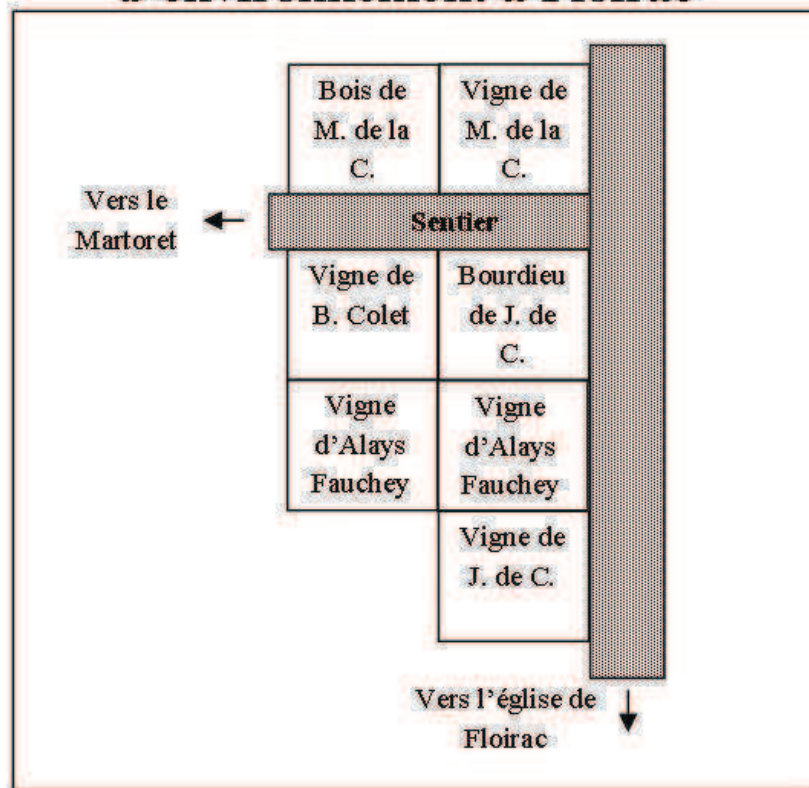 Bois de
M. de la
C.
Vigne de
M. de la
C.
Vers le
Martoret
Sentier
Vigne de
B. Colet
Bourdieu
de J. de
C.
Vigne
d'Alays
Fauchey
Vigne
d'Alays
Fauchey
Vigne de
J. de C.
Vers l'église de
Floirac